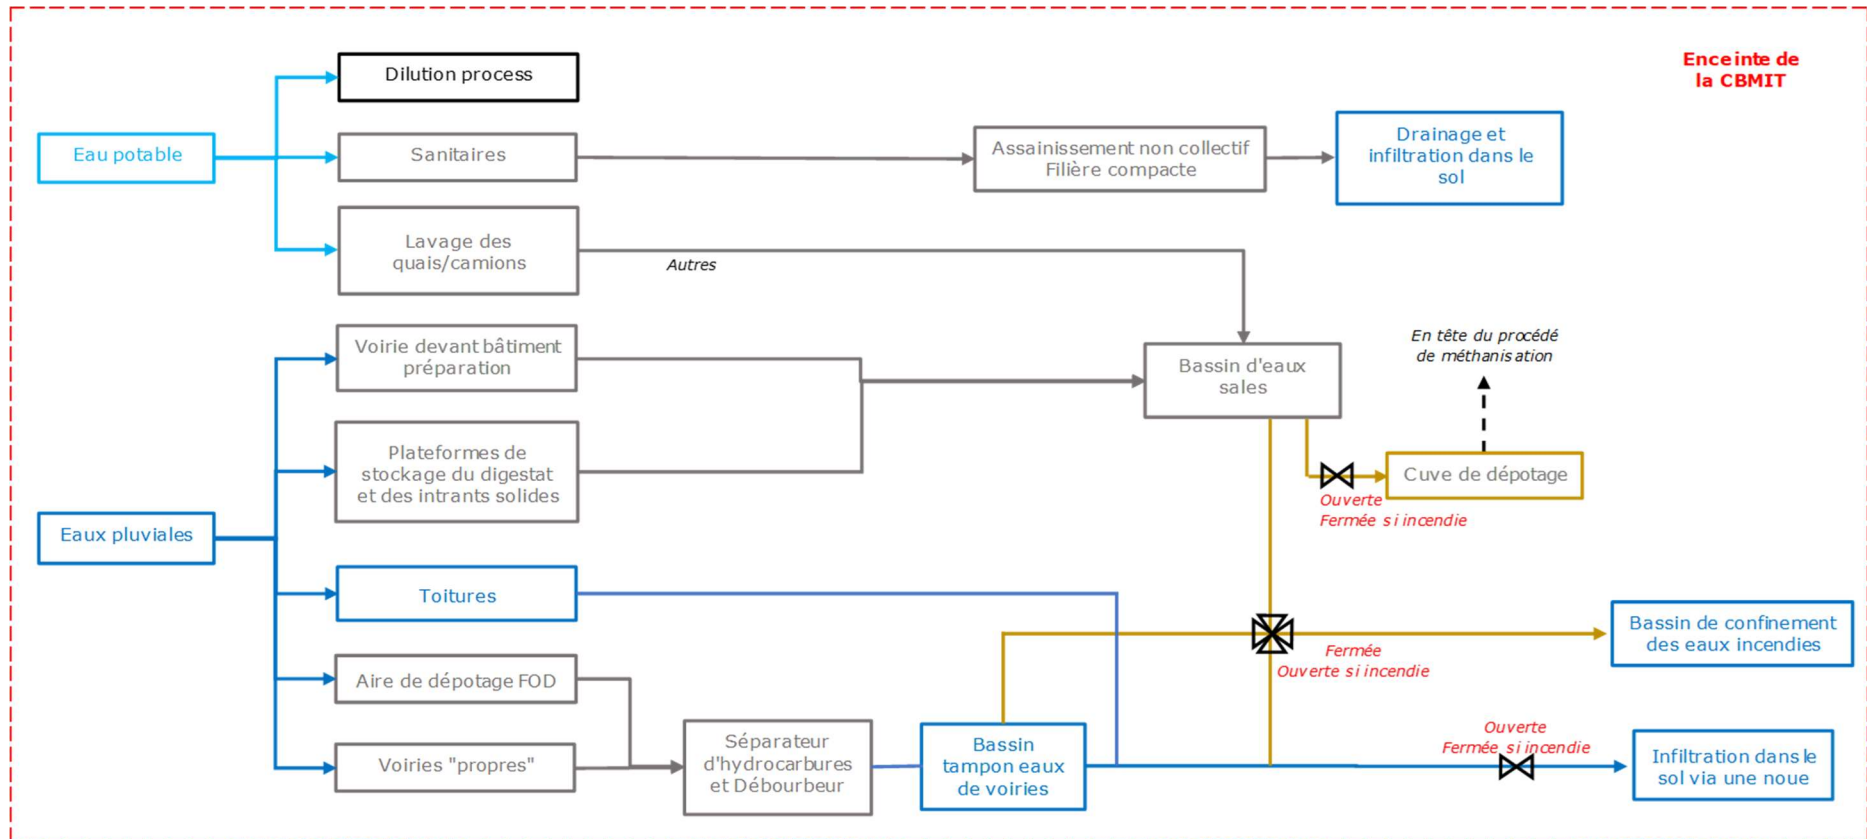 Enceinte de
la CBMIT
Dilution process
Eau potable
Sanitaires
Assainissement non collectif
Filière compacte
Drainage et
infiltration dans le
sol
Lavage des
quais/camions
Autres
Voirie devant bâtiment
préparation
Bassin d'eaux
sales
En tête du procédé
de méthanisation
Plateformes de
stockage du digestat
et des intrants solides
Cuve de dépotage
Ouverte
Fermée si incendie
Eaux pluviales
Toitures
Bassin de confinement
des eaux incendies
Fermée
Ouverte si incendie
Aire de dépotage FOD
Voiries "propres"
Séparateur
d'hydrocarbures
et Débourbeur
Bassin
tampon eaux
de voiries
Ouverte
Fermée si incendie
Infiltration dans le
sol via une noue